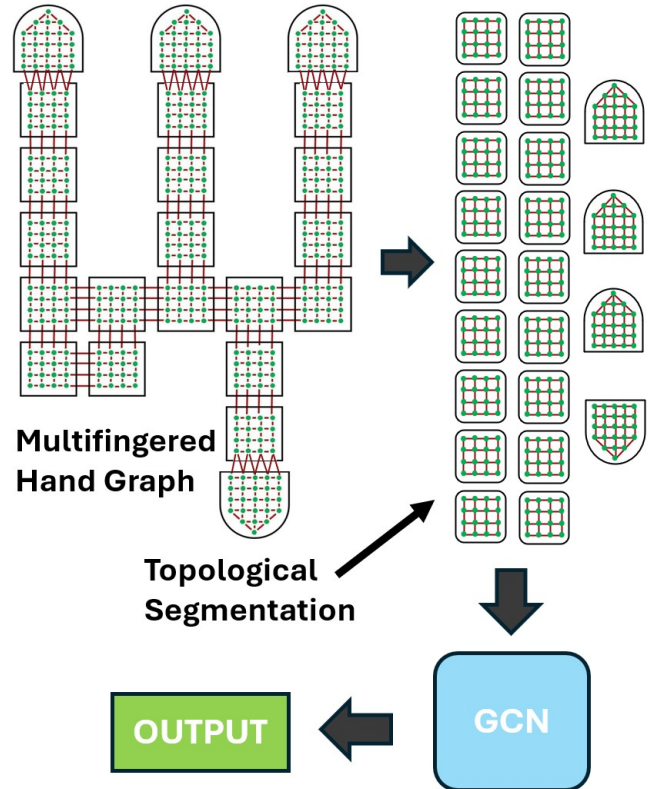 Multifingered
Hand Graph
Topological
Segmentation
GCN
OUTPUT